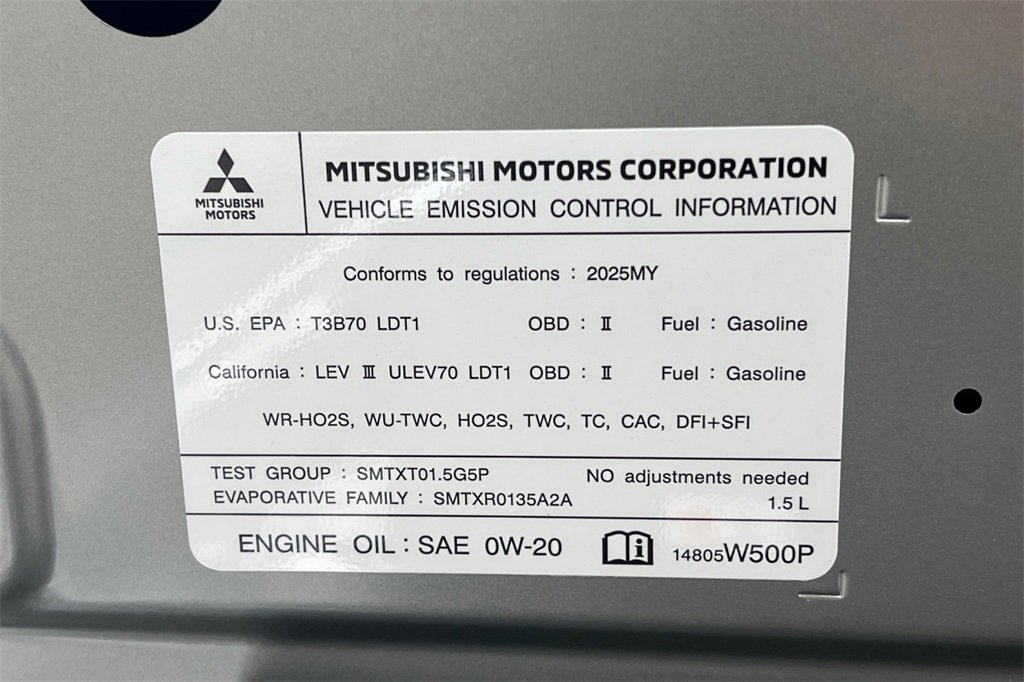 MITSUBISHI
MOTORS
MITSUBISHI MOTORS CORPORATION
VEHICLE EMISSION CONTROL INFORMATION
Conforms to regulations : 2025MY
U.S. EPA : T3B70 LDT1 OBD : Ⅱ Fuel : Gasoline
California : LEV Ⅲ ULEV70 LDT1 OBD : Ⅱ Fuel : Gasoline
WR-HO2S, WU-TWC, HO2S, TWC, TC, CAC, DFI+SFI
TEST GROUP : SMTXT01.5G5P NO adjustments needed
EVAPORATIVE FAMILY : SMTXR0135A2A 1.5 L
ENGINE OIL : SAE 0W-20 14805W500P